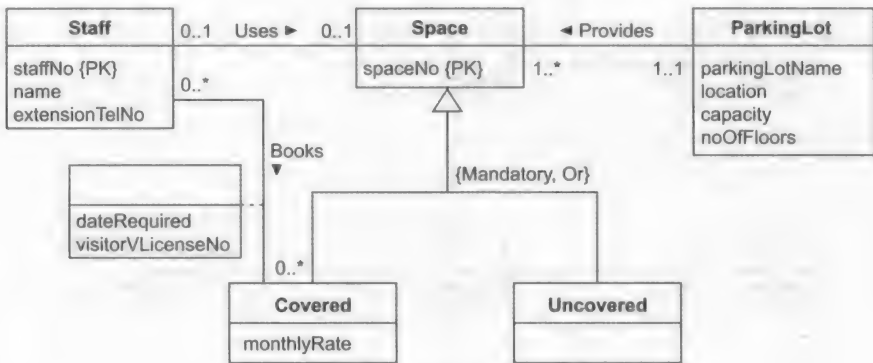 Staff
0..1 Uses ► 0..1
Space
◄ Provides
ParkingLot
staffNo {PK}
name
extensionTelNo
0..*
spaceNo {PK}
1..*
1..1
parkingLotName
location
capacity
noOfFloors
Books
▼
{Mandatory, Or}
dateRequired
visitorVLicenseNo
0..*
Covered
monthlyRate
Uncovered